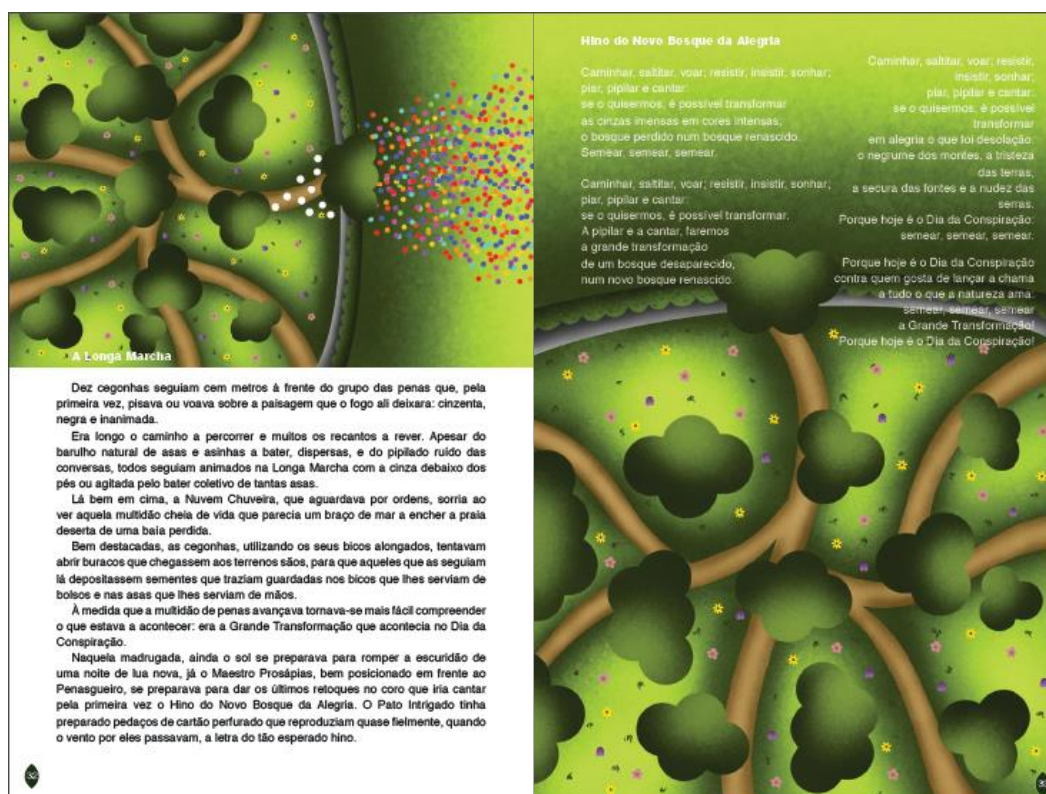 A Longa Marcha
Dez cegonhas seguiam cem metros à frente do grupo das penas que, pela
primeira vez, pisava ou voava sobre a paisagem que o fogo ali deixara: cinzenta,
negra e inanimada.
Era longo o caminho a percorrer e muitos os recantos a rever. Apesar do
barulho natural de asas e asinhas a bater, dispersas, e do pipilado ruído das
conversas, todos seguiam animados na Longa Marcha com a cinza debaixo dos
pés ou agitada pelo bater coletivo de tantas asas.
Lá bem em cima, a Nuvem Chuveira, que aguardava por ordens, sorria ao
ver aquela multidão cheia de vida que parecia um braço de mar a encher a praia
deserta de uma baía perdida.
Bem destacadas, as cegonhas, utilizando os seus bicos alongados, tentavam
abrir buracos que chegassem aos terrenos sãos, para que aqueles que as seguiam
lá depositassem sementes que traziam guardadas nos bicos que lhes serviam de
bolsos e nas asas que lhes serviam de mãos.
À medida que a multidão de penas avançava tornava-se mais fácil compreender
o que estava a acontecer: era a Grande Transformação que acontecia no Dia da
Conspiração.
Naquela madrugada, ainda o sol se preparava para romper a escuridão de
uma noite de lua nova, já o Maestro Prosápias, bem posicionado em frente ao
Penasgueiro, se preparava para dar os últimos retoques no coro que iria cantar
pela primeira vez o Hino do Novo Bosque da Alegria. O Pato Intrigado tinha
preparado pedaços de cartão perfurado que reproduziam quase fielmente, quando
o vento por eles passavam, a letra do tão esperado hino.
32
Hino do Novo Bosque da Alegria
Caminhar, saltitar, voar; resistir, insistir, sonhar;
piar, pipilar e cantar:
se o quisermos, é possível transformar
as cinzas imensas em cores intensas;
o bosque perdido num bosque renascido.
Semear, semear, semear.
Caminhar, saltitar, voar; resistir, insistir, sonhar;
piar, pipilar e cantar:
se o quisermos, é possível transformar.
A pipilar e a cantar, faremos
a grande transformação
de um bosque desaparecido,
num novo bosque renascido.
Caminhar, saltitar, voar; resistir,
insistir, sonhar;
piar, pipilar e cantar:
se o quisermos, é possível
transformar
em alegria o que foi desolação:
o negrume dos montes, a tristeza
das terras,
a secura das fontes e a nudez das
serras.
Porque hoje é o Dia da Conspiração:
semear, semear, semear.
Porque hoje é o Dia da Conspiração
contra quem gosta de lançar a chama
a tudo o que a natureza ama:
semear, semear, semear
a Grande Transformação!
Porque hoje é o Dia da Conspiração!